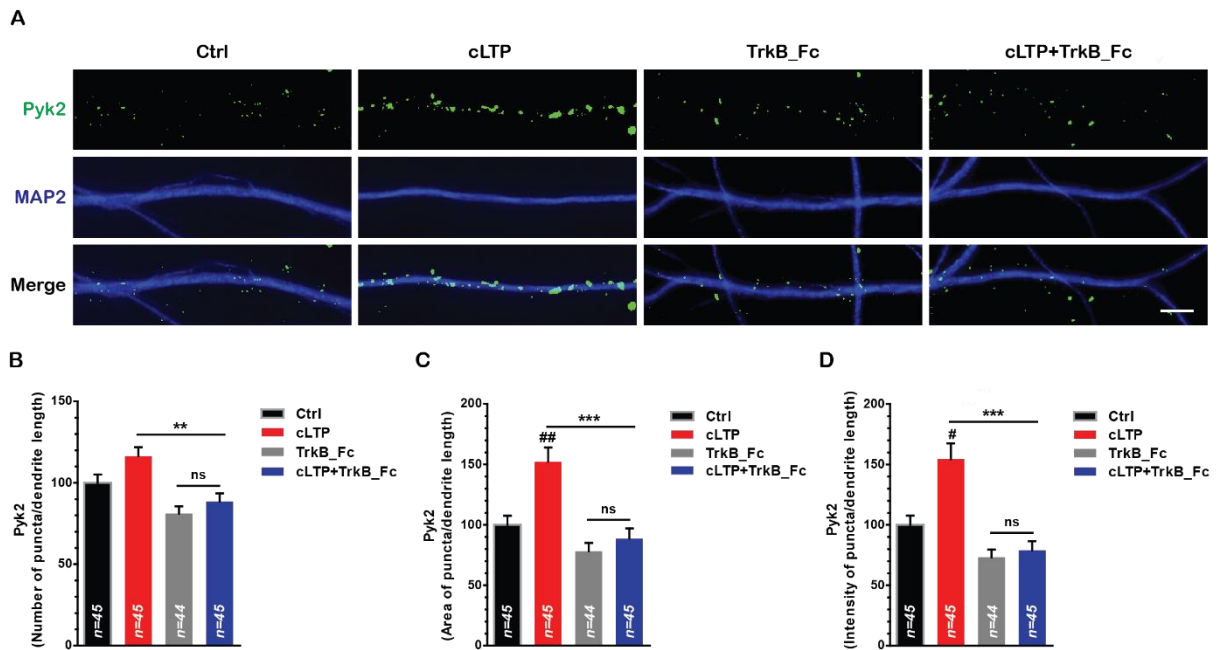 A
Ctrl
cLTP
TrkB_Fc
cLTP+TrkB_Fc
Pyk2
MAP2
Merge
B
Pyk2
(Number of puncta/dendrite length)
150
100
50
0
**
ns
n=45
n=45
n=44
n=45
Ctrl
cLTP
TrkB_Fc
cLTP+TrkB_Fc
C
Pyk2
(Area of puncta/dendrite length)
200
150
100
50
0
##
***
ns
n=45
n=45
n=44
n=45
Ctrl
cLTP
TrkB_Fc
cLTP+TrkB_Fc
D
Pyk2
(Intensity of puncta/dendrite length)
200
150
100
50
0
#
***
ns
n=45
n=45
n=44
n=45
Ctrl
cLTP
TrkB_Fc
cLTP+TrkB_Fc